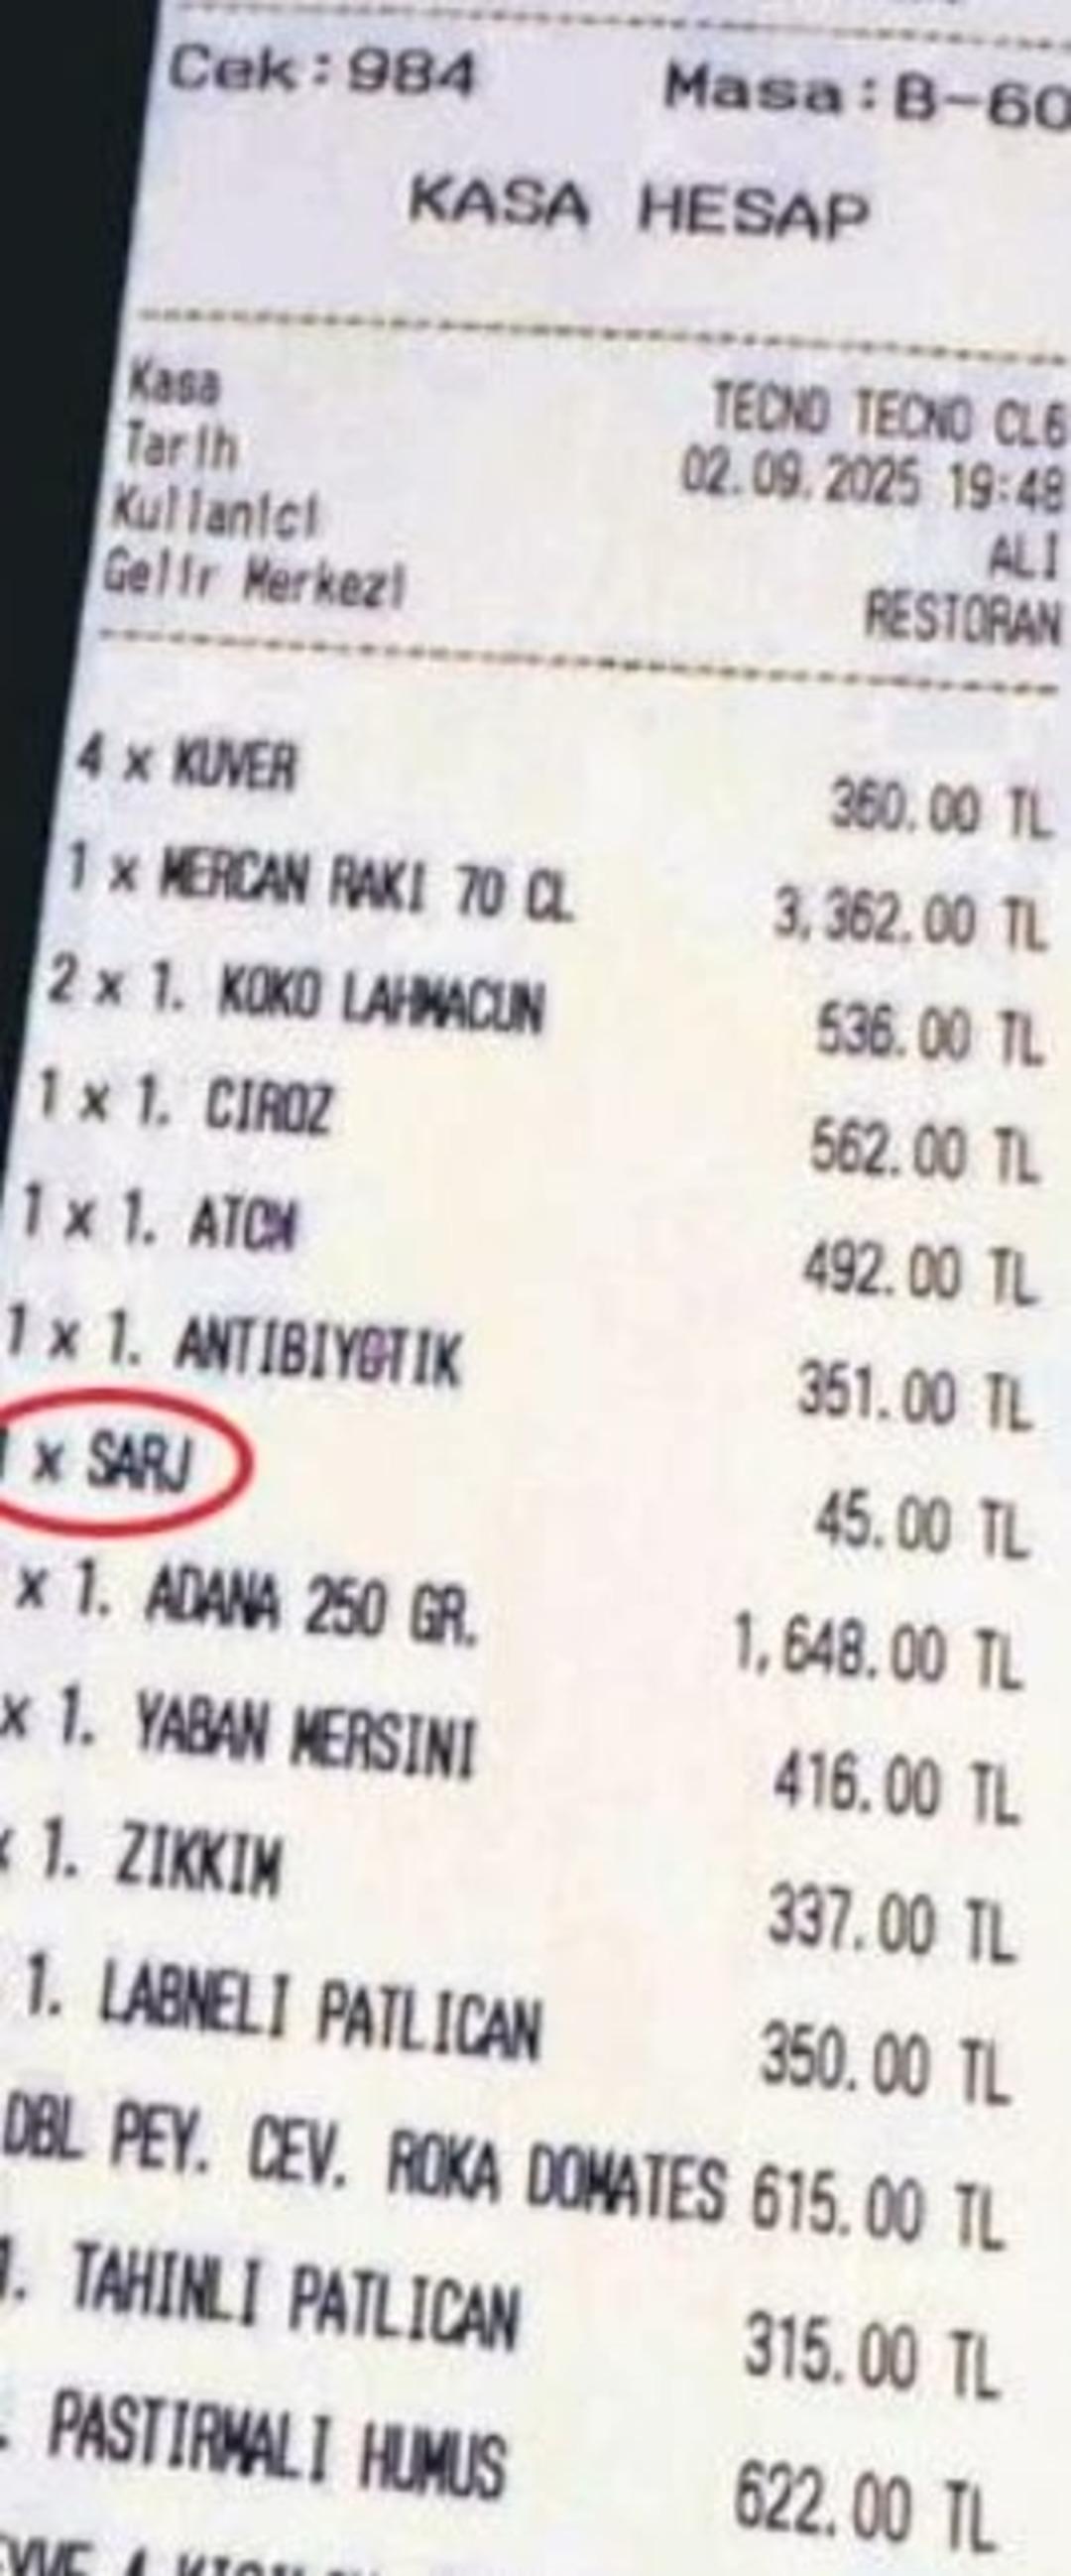 Cek:984 Masa:B-60
KASA HESAP
Kasa TECNO TECNO CL6
Tarih 02.09.2025 19:48
Kullanici ALİ
Gelir Merkezi RESTORAN
4 x KUVER 360.00 TL
1 x MERCAN RAKI 70 CL 3,362.00 TL
2 x 1. KOKO LAHMACUN 536.00 TL
1 x 1. CIROZ 562.00 TL
1 x 1. ATOM 492.00 TL
1 x 1. ANTIBIYOTIK 351.00 TL
1 x SARJ 45.00 TL
x 1. ADANA 250 GR. 1,648.00 TL
x 1. YABAN MERSINI 416.00 TL
x 1. ZIKKIM 337.00 TL
1. LABNELI PATLICAN 350.00 TL
DBL PEY. CEV. ROKA DOMATES 615.00 TL
1. TAHINLI PATLICAN 315.00 TL
. PASTIRMALI HUMUS 622.00 TL